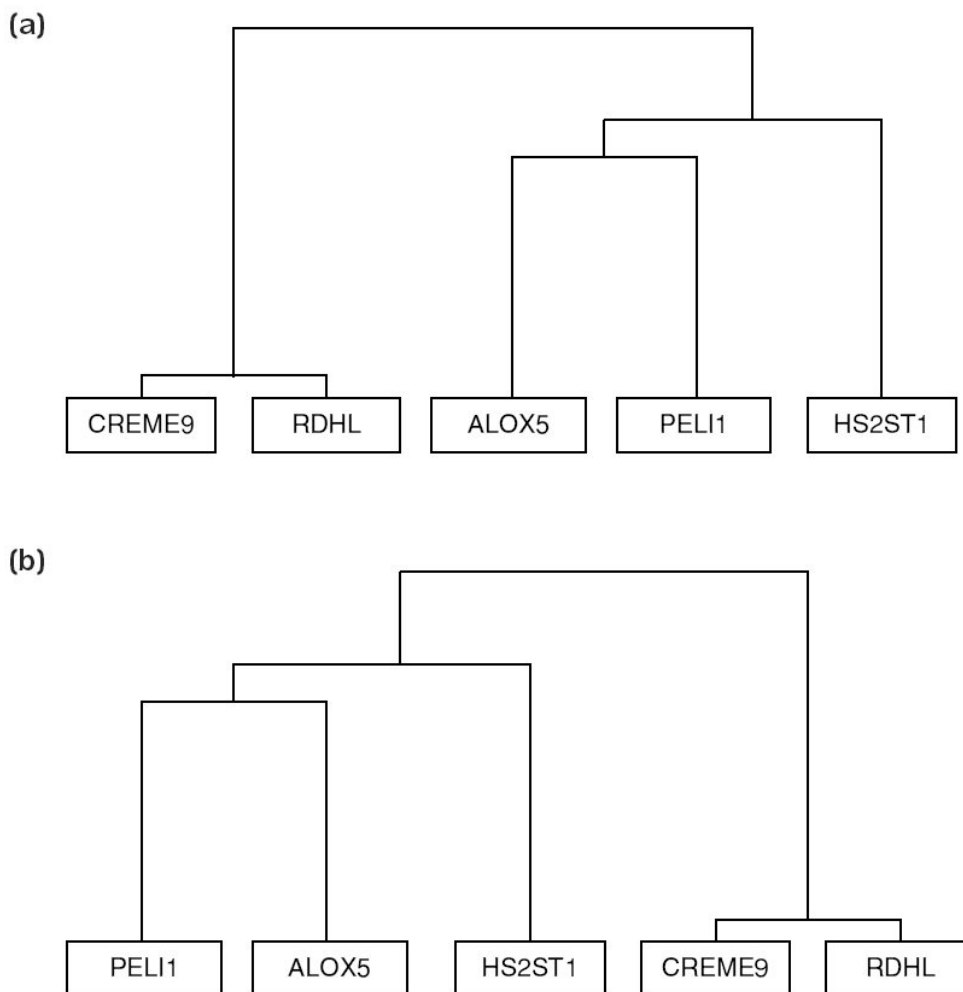 (a)
CREME9 RDHL ALOX5 PELI1 HS2ST1
(b)
PELI1 ALOX5 HS2ST1 CREME9 RDHL